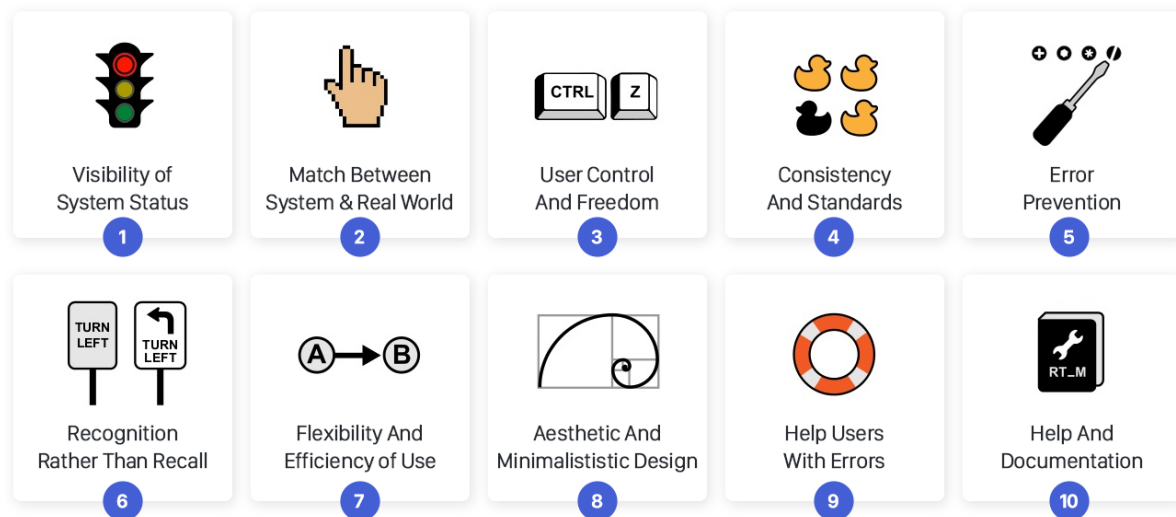 Visibility of
System Status
1
Match Between
System & Real World
2
CTRL Z
User Control
And Freedom
3
Consistency
And Standards
4
Error
Prevention
5
TURN
LEFT
TURN
LEFT
Recognition
Rather Than Recall
6
A B
Flexibility And
Efficiency of Use
7
Aesthetic And
Minimalististic Design
8
Help Users
With Errors
9
RT_M
Help And
Documentation
10